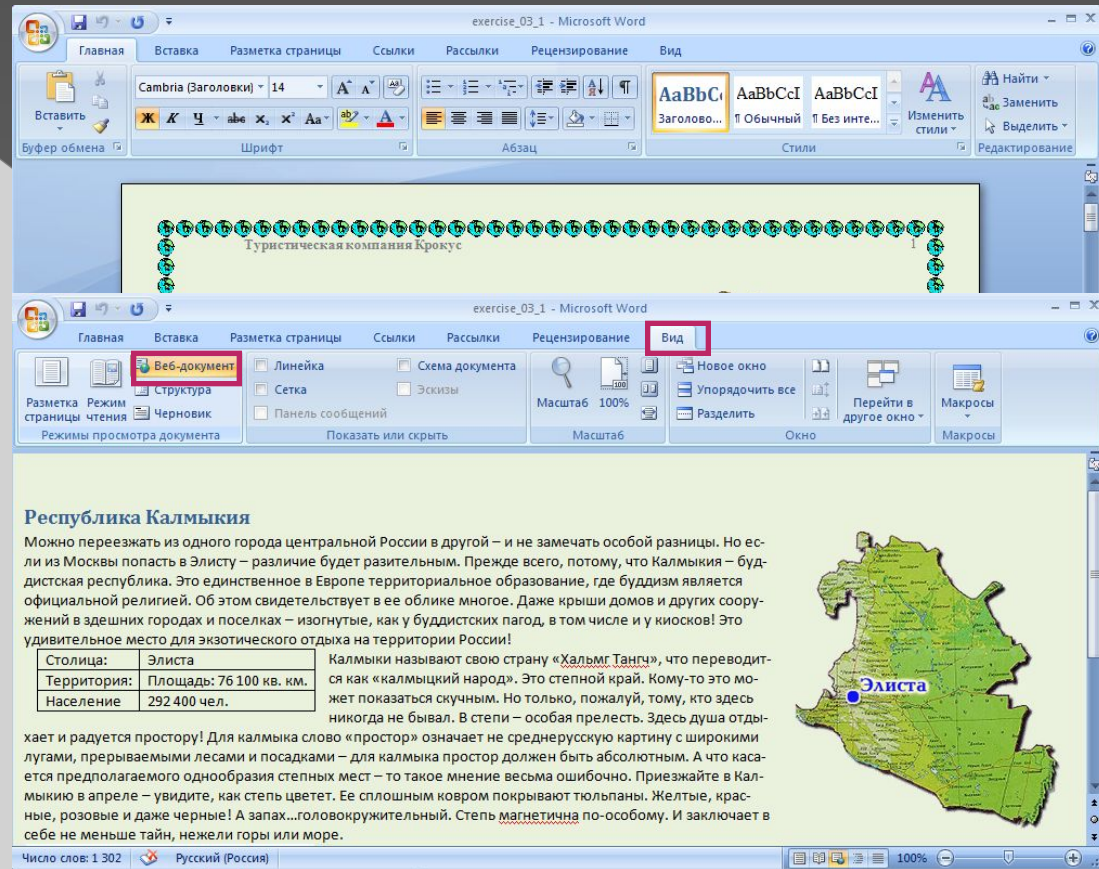 exercise_03_1 - Microsoft Word
Главная Вставка Разметка страницы Ссылки Рассылки Рецензирование Вид
Вставить
Буфер обмена
Cambria (Заголовки) 14
Ж К Ч abe x₂ x² Aa ab A
Шрифт
Абзац
AaBbCc AaBbCcI AaBbCcI
Заголово... ¶ Обычный ¶ Без инте...
Изменить стили
Стили
Найти
Заменить
Выделить
Редактирование
Туристическая компания Крокус 1
exercise_03_1 - Microsoft Word
Главная Вставка Разметка страницы Ссылки Рассылки Рецензирование Вид
Разметка страницы
Режим чтения
Веб-документ
Структура
Черновик
Режимы просмотра документа
Линейка
Сетка
Панель сообщений
Схема документа
Эскизы
Показать или скрыть
Масштаб 100%
Масштаб
Новое окно
Упорядочить все
Разделить
Перейти в другое окно
Окно
Макросы
Макросы
Республика Калмыкия
Можно переезжать из одного города центральной России в другой – и не замечать особой разницы. Но ес-
ли из Москвы попасть в Элисту – различие будет разительным. Прежде всего, потому, что Калмыкия – буд-
дистская республика. Это единственное в Европе территориальное образование, где буддизм является
официальной религией. Об этом свидетельствует в ее облике многое. Даже крыши домов и других соору-
жений в здешних городах и поселках – изогнутые, как у буддистских пагод, в том числе и у киосков! Это
удивительное место для экзотического отдыха на территории России!
Столица: Элиста
Территория: Площадь: 76 100 кв. км.
Население 292 400 чел.
Калмыки называют свою страну «Хальмг Тангч», что переводит-
ся как «калмыцкий народ». Это степной край. Кому-то это мо-
жет показаться скучным. Но только, пожалуй, тому, кто здесь
никогда не бывал. В степи – особая прелесть. Здесь душа отды-
хает и радуется простору! Для калмыка слово «простор» означает не среднерусскую картину с широкими
лугами, прерываемыми лесами и посадками – для калмыка простор должен быть абсолютным. А что каса-
ется предполагаемого однообразия степных мест – то такое мнение весьма ошибочно. Приезжайте в Кал-
мыкию в апреле – увидите, как степь цветет. Ее сплошным ковром покрывают тюльпаны. Желтые, крас-
ные, розовые и даже черные! А запах...головокружительный. Степь магнетична по-особому. И заключает в
себе не меньше тайн, нежели горы или море.
Элиста
Число слов: 1 302 Русский (Россия) 100%